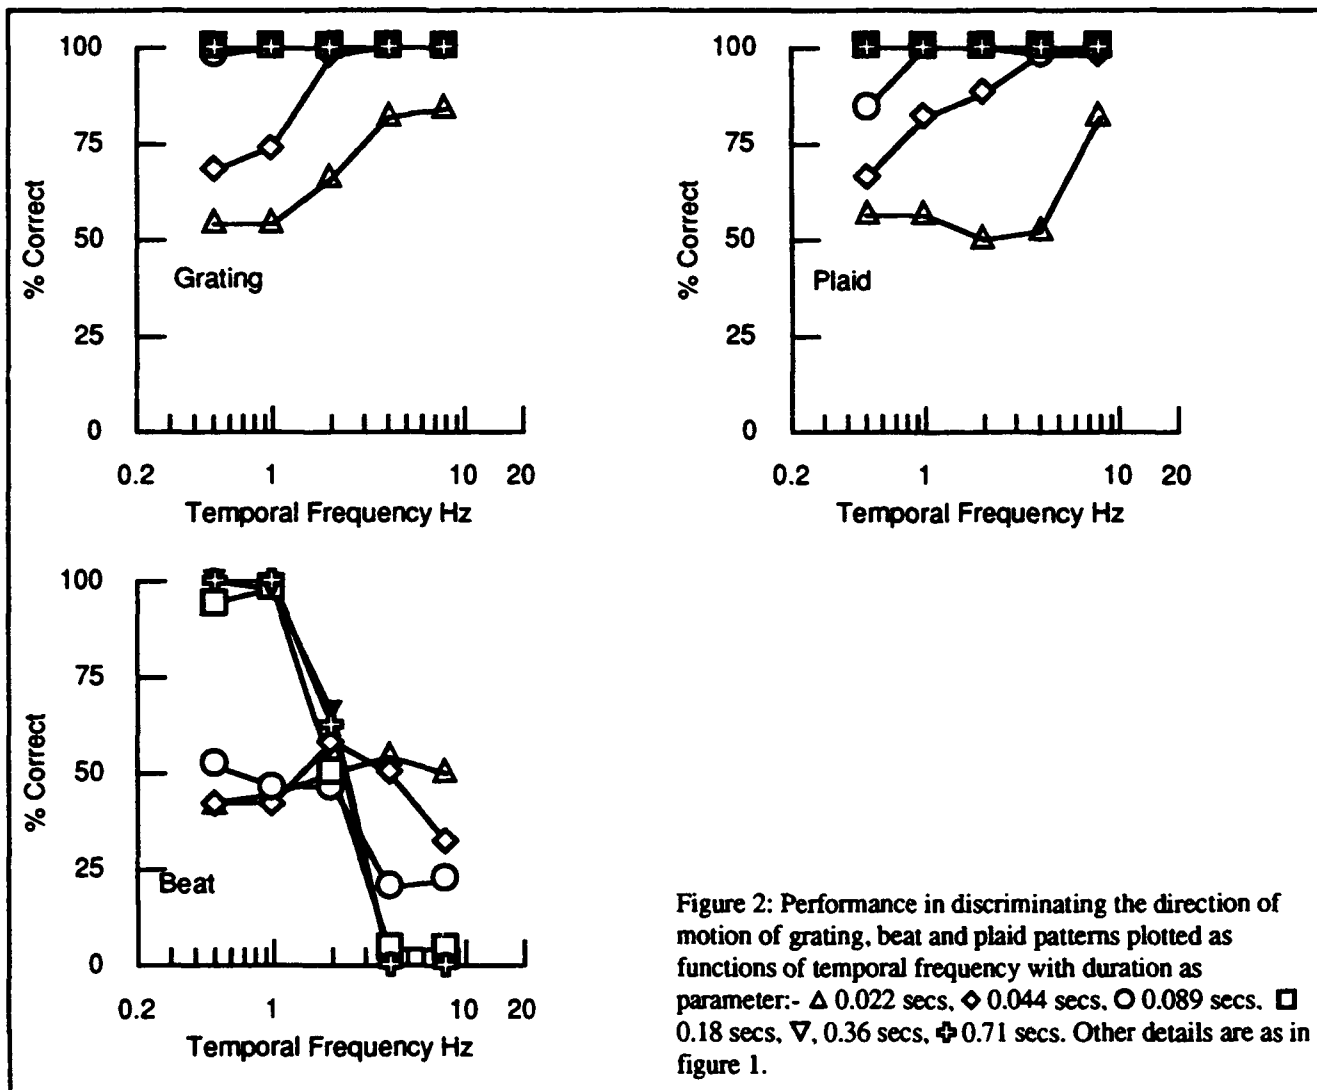 100
75
50
25
0
% Correct
Grating
0.2 1 10 20
Temporal Frequency Hz
100
75
50
25
0
% Correct
Plaid
0.2 1 10 20
Temporal Frequency Hz
100
75
50
25
0
% Correct
Beat
0.2 1 10 20
Temporal Frequency Hz
Figure 2: Performance in discriminating the direction of
motion of grating, beat and plaid patterns plotted as
functions of temporal frequency with duration as
parameter:- △ 0.022 secs, ◇ 0.044 secs, ○ 0.089 secs. □
0.18 secs, ▽, 0.36 secs, ✚ 0.71 secs. Other details are as in
figure 1.